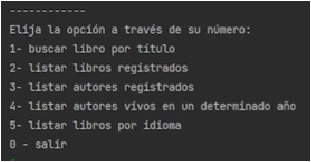 ------------
Elija la opción a través de su número:
1- buscar libro por título
2- listar libros registrados
3- listar autores registrados
4- listar autores vivos en un determinado año
5- listar libros por idioma
0 - salir